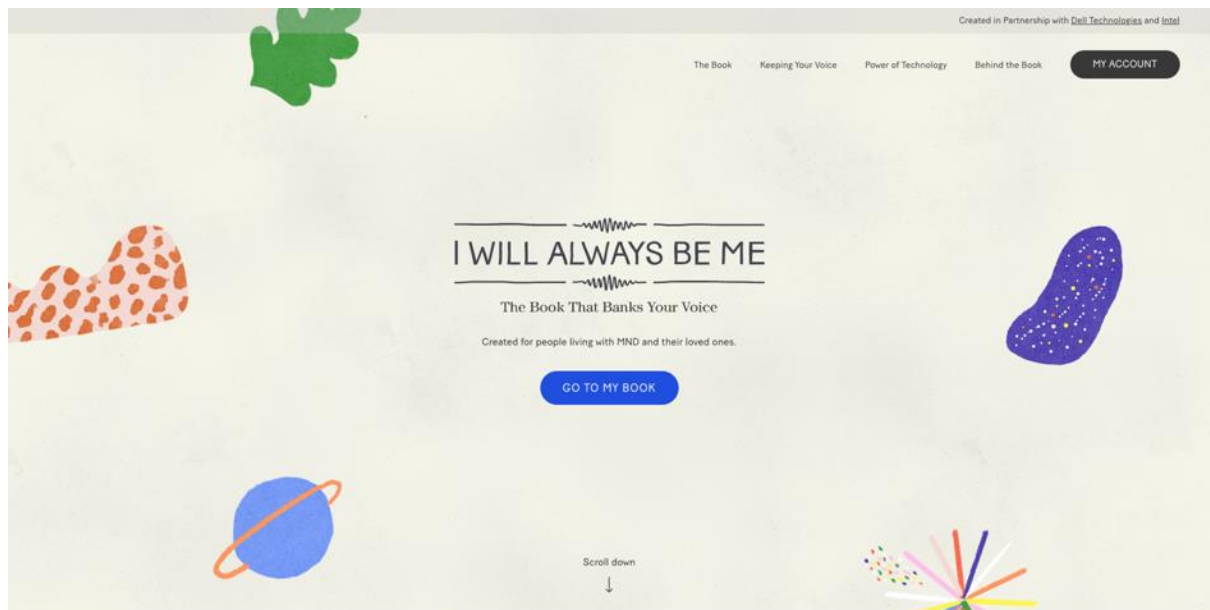 Created in Partnership with Dell Technologies and Intel
The Book Keeping Your Voice Power of Technology Behind the Book MY ACCOUNT
I WILL ALWAYS BE ME
The Book That Banks Your Voice
Created for people living with MND and their loved ones.
GO TO MY BOOK
Scroll down